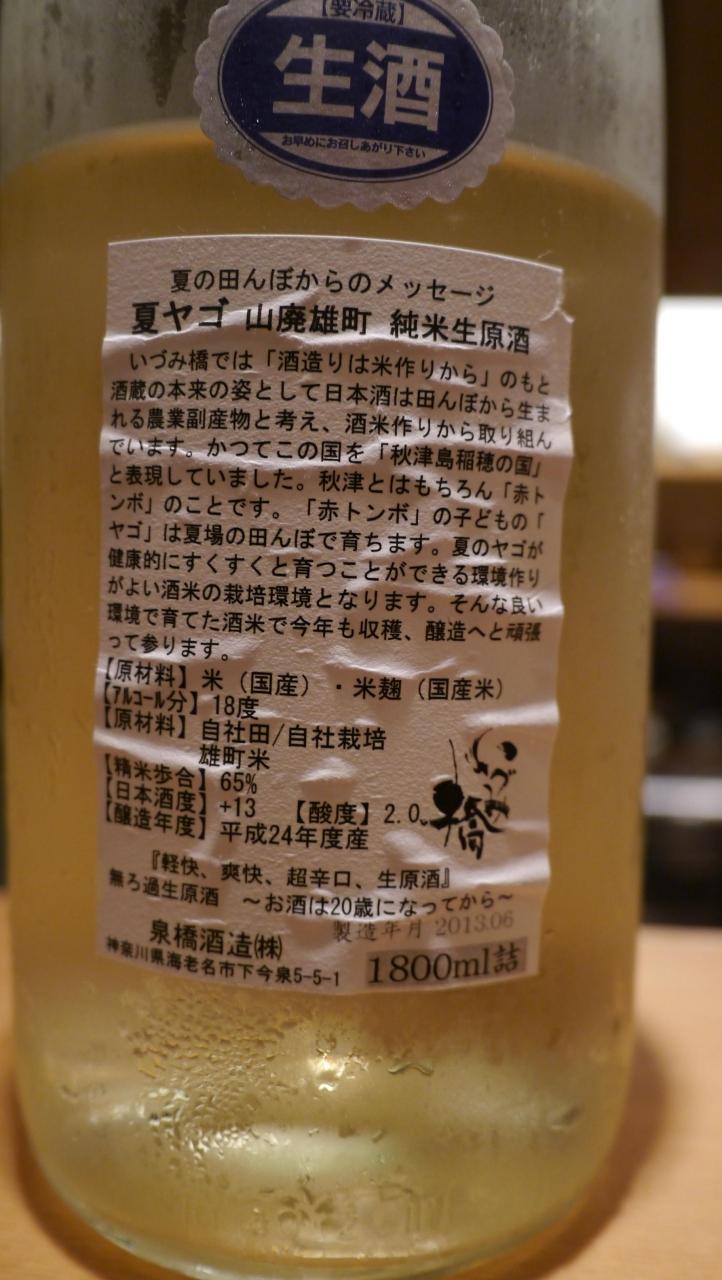 【要冷蔵】
生酒
お早めにお召しあがり下さい
夏の田んぼからのメッセージ
夏ヤゴ 山廃雄町 純米生原酒
いづみ橋では「酒造りは米作りから」のもと
酒蔵の本来の姿として日本酒は田んぼから生ま
れる農業副産物と考え、酒米作りから取り組ん
でいます。かつてこの国を「秋津島稲穂の国」
と表現していました。秋津とはもちろん「赤ト
ンボ」のことです。「赤トンボ」の子どもの「
ヤゴ」は夏場の田んぼで育ちます。夏のヤゴが
健康的にすくすくと育つことができる環境作り
がよい酒米の栽培環境となります。そんな良い
環境で育てた酒米で今年も収穫、醸造へと頑張
って参ります。
【原材料】米（国産）・米麹（国産米）
【アルコール分】18度
【原材料】自社田/自社栽培
雄町米
【精米歩合】65%
【日本酒度】+13 【酸度】2.0
【醸造年度】平成24年度産
いづみ橋
『軽快、爽快、超辛口、生原酒』
無ろ過生原酒 ～お酒は20歳になってから～
製造年月 2013.06
泉橋酒造㈱
神奈川県海老名市下今泉5-5-1
1800ml詰